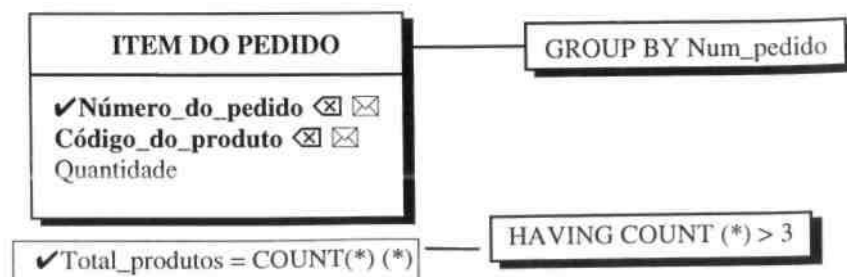 ITEM DO PEDIDO
GROUP BY Num_pedido
✔Número_do_pedido ⌫ ✉
Código_do_produto ⌫ ✉
Quantidade
✔Total_produtos = COUNT(*) (*)
HAVING COUNT (*) > 3